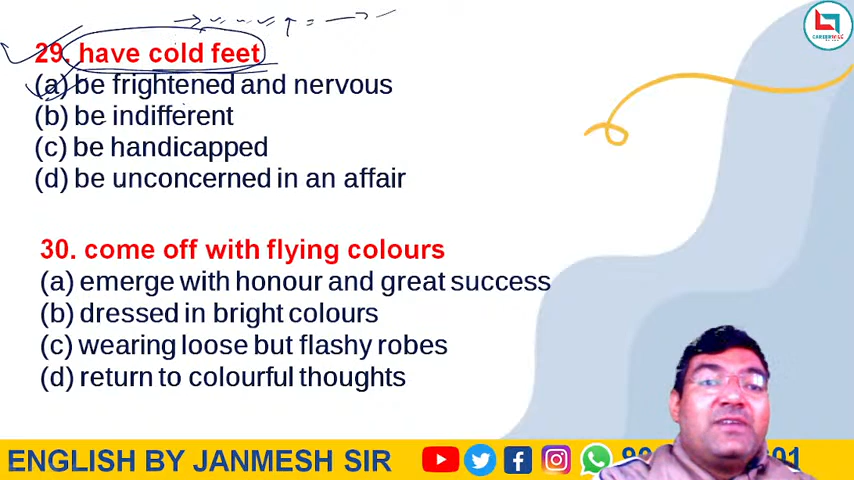 29. have cold feet
(a) be frightened and nervous
(b) be indifferent
(c) be handicapped
(d) be unconcerned in an affair
30. come off with flying colours
(a) emerge with honour and great success
(b) dressed in bright colours
(c) wearing loose but flashy robes
(d) return to colourful thoughts
ENGLISH BY JANMESH SIR